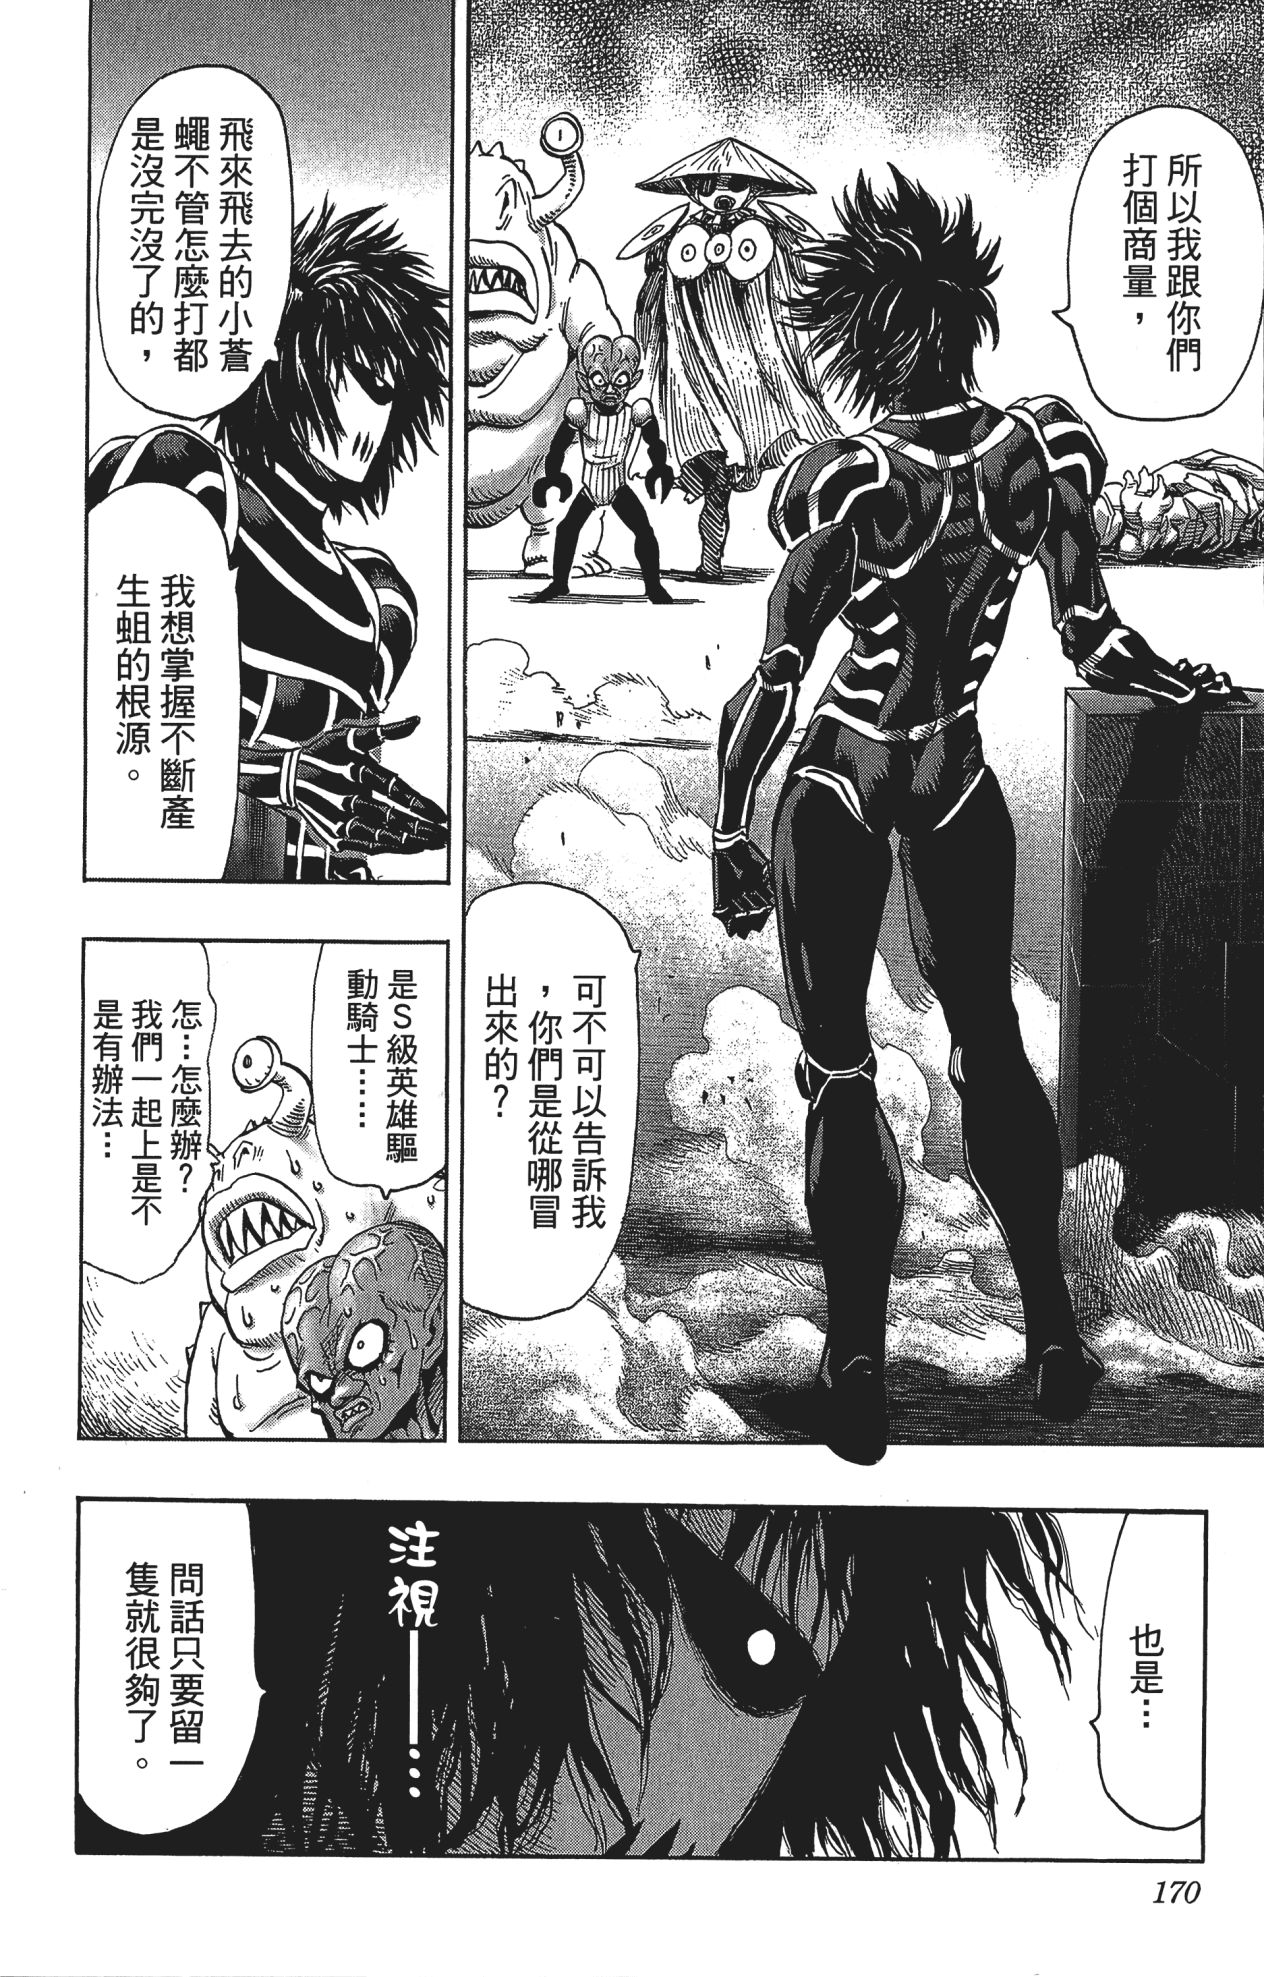 所以我跟你們
打個商量，
可不可以告訴我
，你們是從哪冒
出來的？
飛來飛去的小蒼
蠅不管怎麼打都
是沒完沒了的，
我想掌握不斷產
生蛆的根源。
是S級英雄驅
動騎士……
怎…怎麼辦？
我們一起上是不
是有辦法…
也是…
注視——…
問話只要留一
隻就很夠了。
170